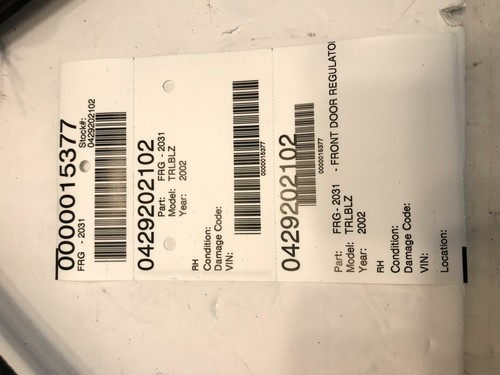 0000015377
FRG - 2031
Stock#:
0429202102
0429202102
Part: FRG - 2031
Model: TRLBLZ
Year: 2002
RH
Condition:
Damage Code:
VIN:
0000015377
0429202102
0000015377
Part: FRG - 2031 - FRONT DOOR REGULATO
Model: TRLBLZ
Year: 2002
RH
Condition:
Damage Code:
VIN:
Location: